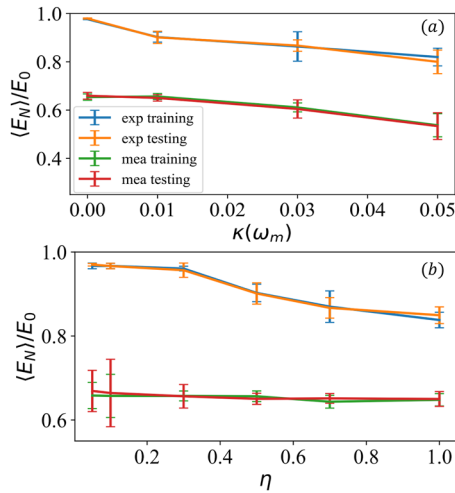 (a)
1.0
0.8
0.6
0.4
⟨E_N⟩/E_0
exp training
exp testing
mea training
mea testing
0.00 0.01 0.02 0.03 0.04 0.05
κ(ω_m)
(b)
1.0
0.8
0.6
⟨E_N⟩/E_0
0.2 0.4 0.6 0.8 1.0
η